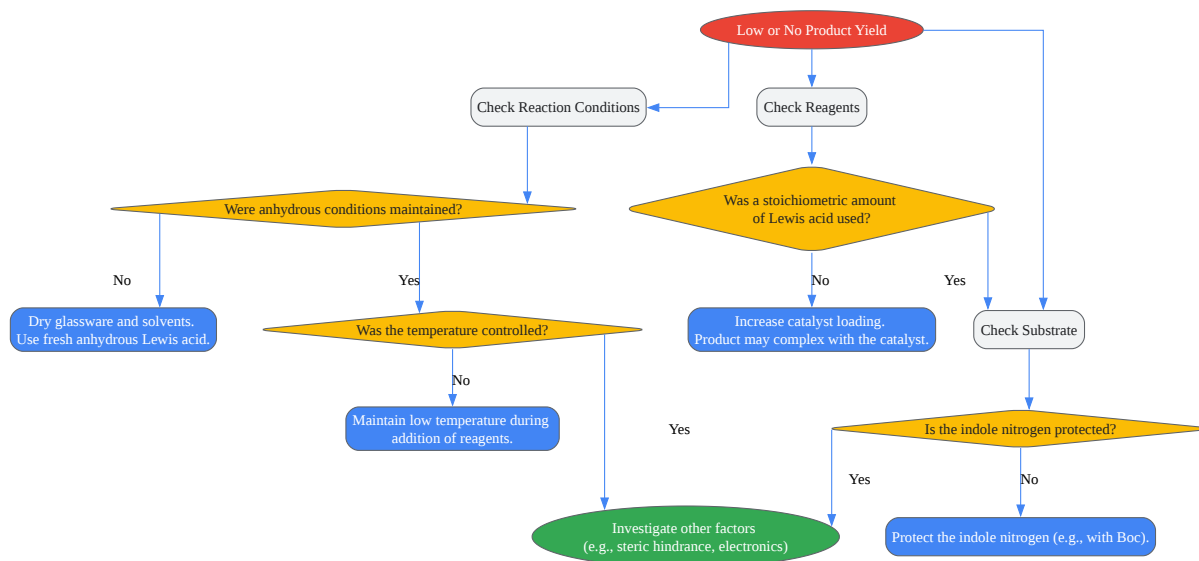 Low or No Product Yield
Check Reaction Conditions
Check Reagents
Were anhydrous conditions maintained?
Was a stoichiometric amount
of Lewis acid used?
No
Yes
No
Yes
Dry glassware and solvents.
Use fresh anhydrous Lewis acid.
Was the temperature controlled?
Increase catalyst loading.
Product may complex with the catalyst.
Check Substrate
No
Maintain low temperature during
addition of reagents.
Yes
Is the indole nitrogen protected?
Yes
No
Investigate other factors
(e.g., steric hindrance, electronics)
Protect the indole nitrogen (e.g., with Boc).